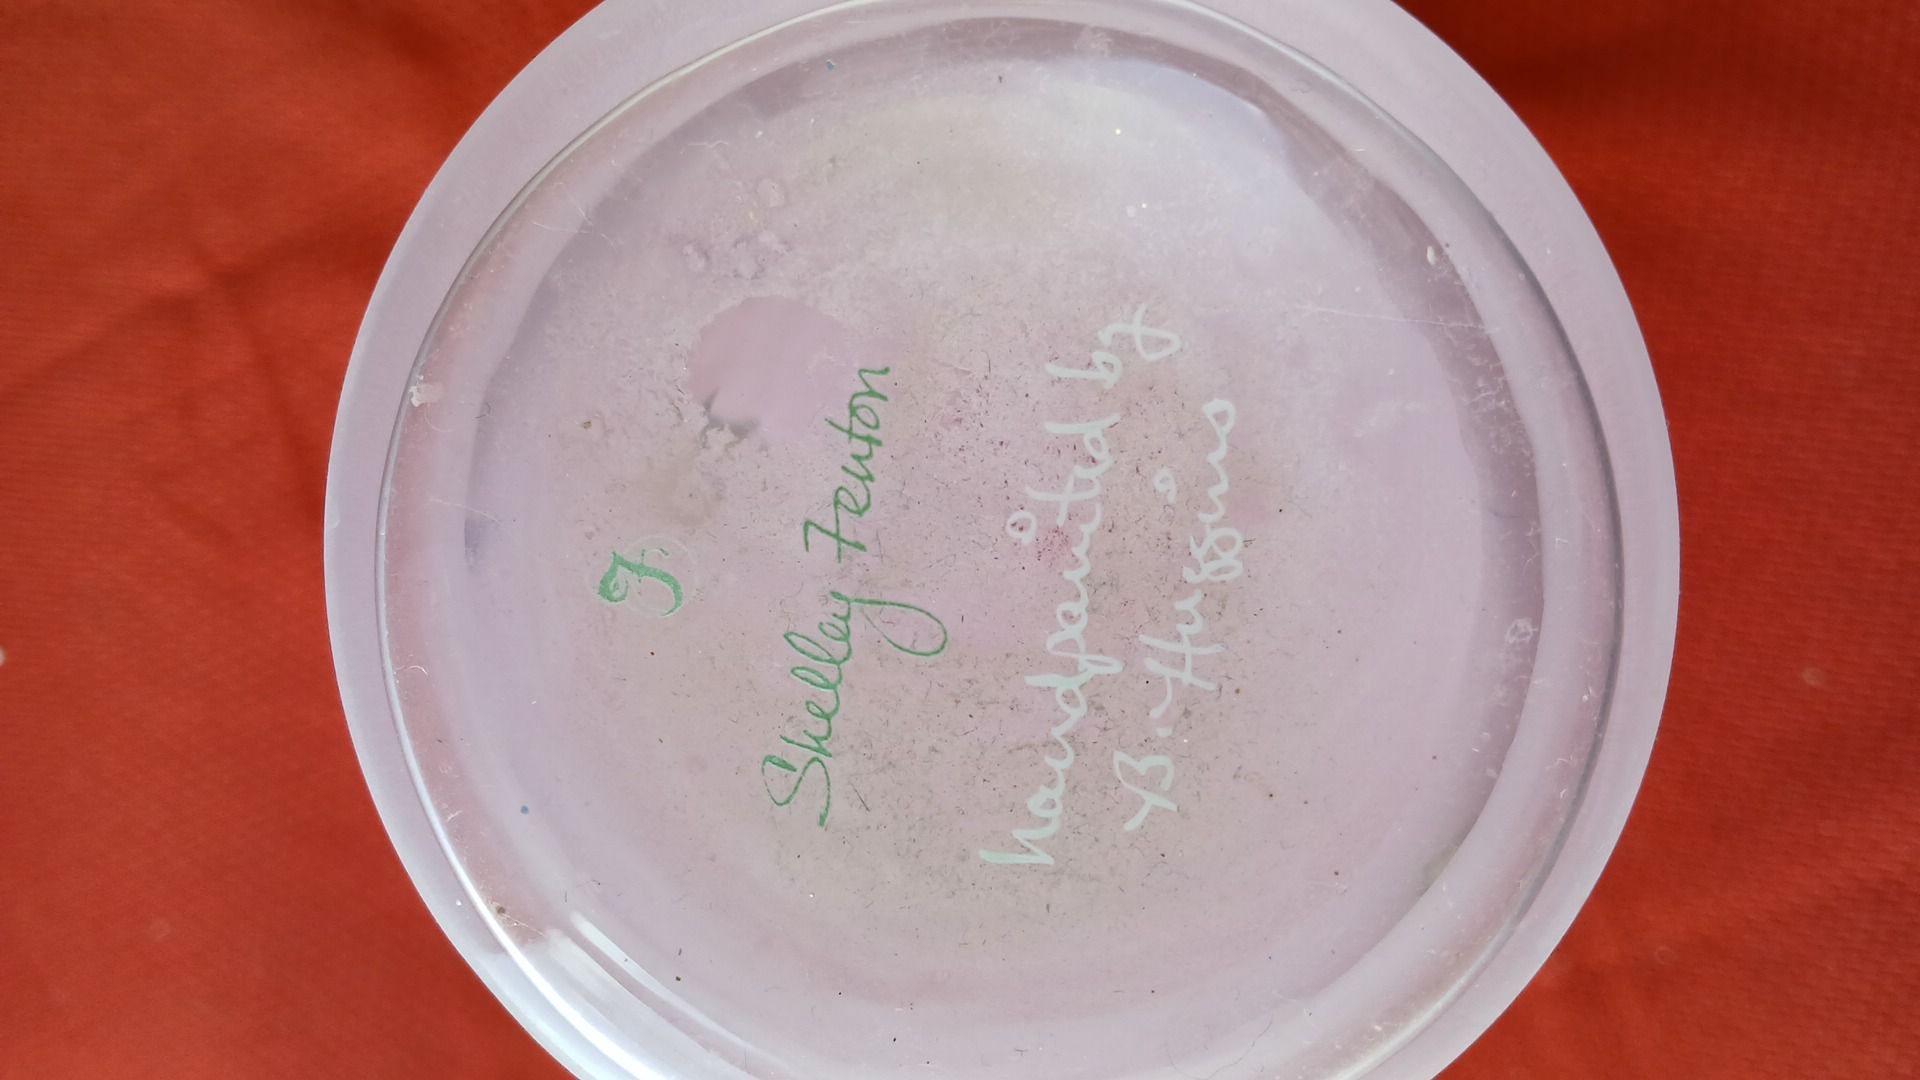 F
Shelley Fenton
handpainted by
B. Huggins